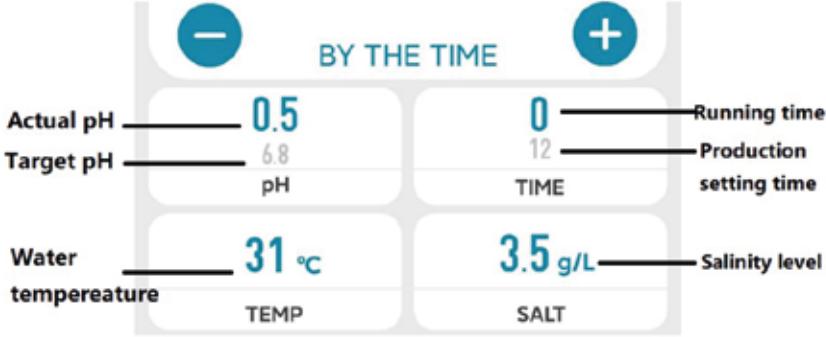 BY THE TIME
Actual pH
0.5
0
Running time
Target pH
6.8
12
Production
setting time
pH
TIME
Water
tempereature
31 °C
3.5 g/L
Salinity level
TEMP
SALT